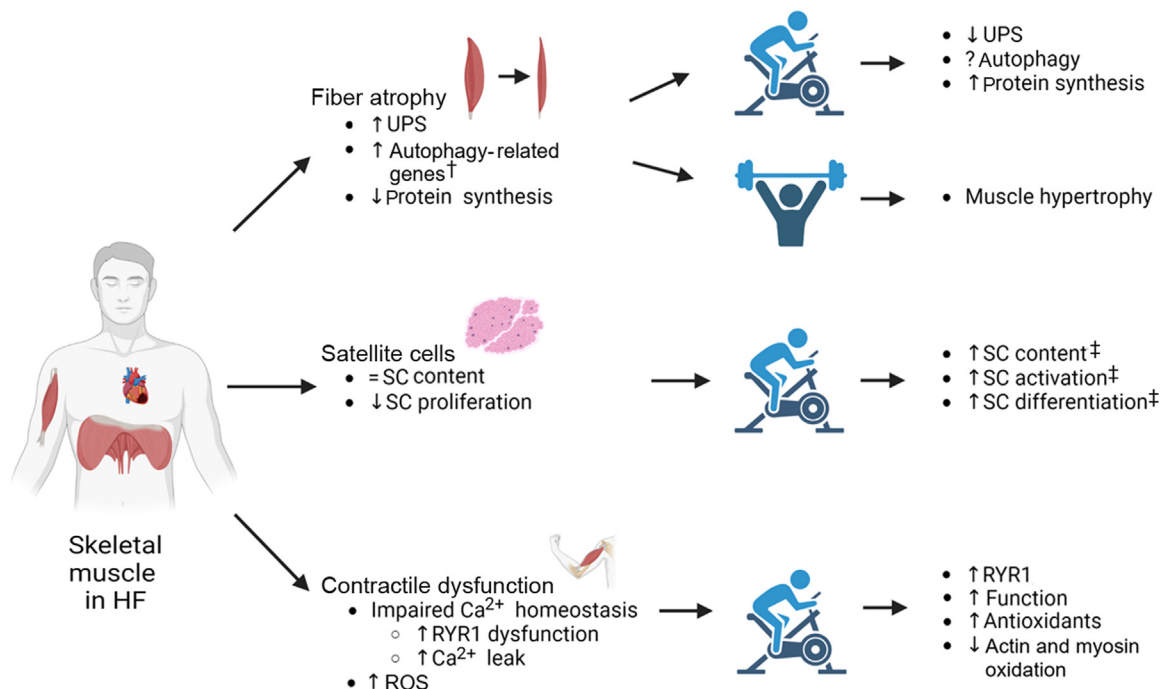 Fiber atrophy
• ↑ UPS
• ↑ Autophagy-related
genes†
• ↓ Protein synthesis
• ↓ UPS
• ? Autophagy
• ↑ Protein synthesis
• Muscle hypertrophy
Satellite cells
• = SC content
• ↓ SC proliferation
• ↑ SC content‡
• ↑ SC activation‡
• ↑ SC differentiation‡
Skeletal
muscle
in HF
Contractile dysfunction
• Impaired Ca²⁺ homeostasis
○ ↑ RYR1 dysfunction
○ ↑ Ca²⁺ leak
• ↑ ROS
• ↑ RYR1
• ↑ Function
• ↑ Antioxidants
• ↓ Actin and myosin
oxidation